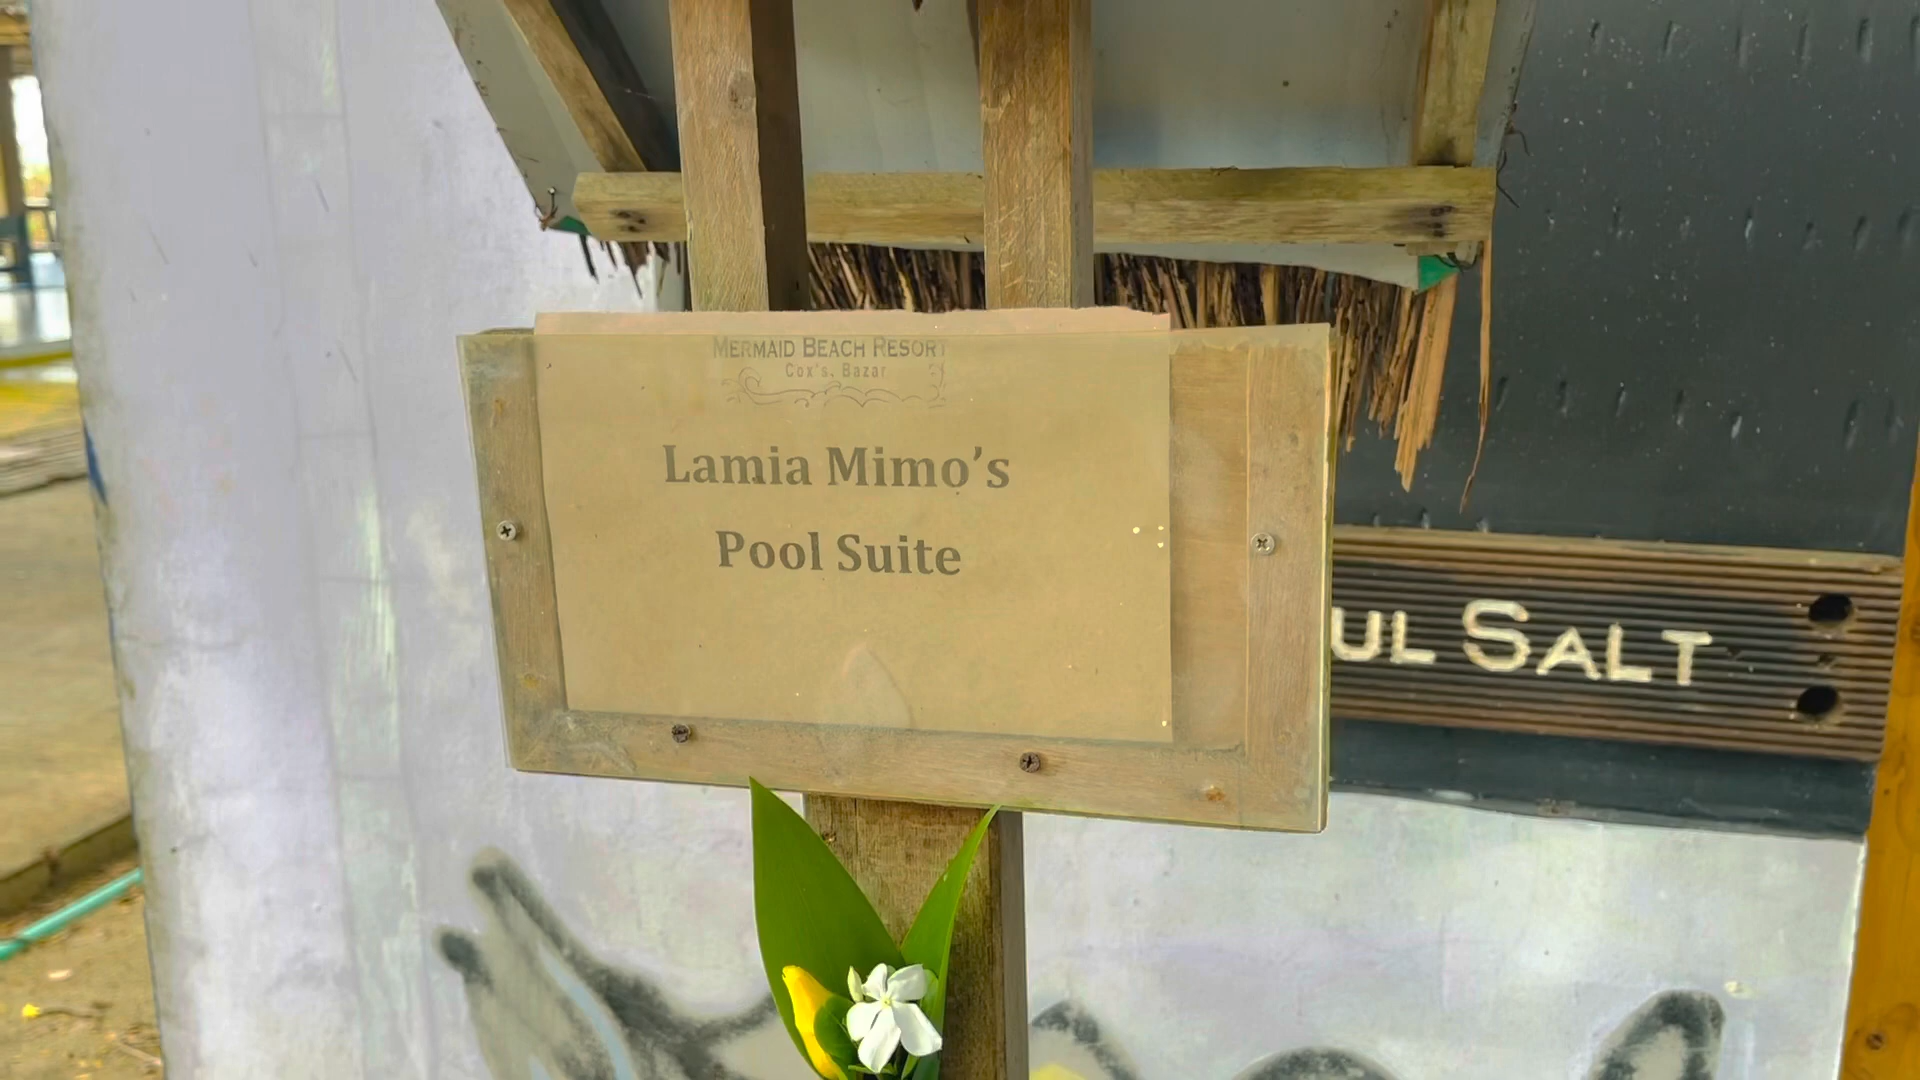 MERMAID BEACH RESORT
Cox's, Bazar
Lamia Mimo’s
Pool Suite
UL SALT